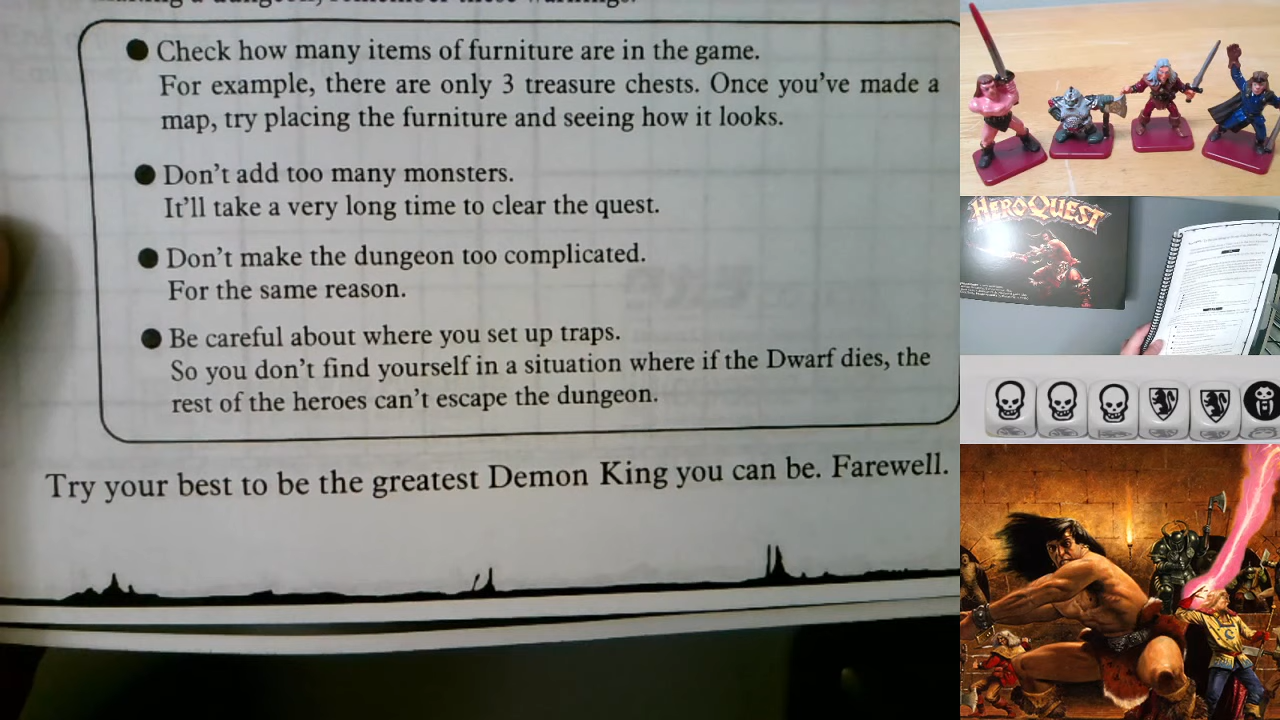 ● Check how many items of furniture are in the game.
For example, there are only 3 treasure chests. Once you've made a
map, try placing the furniture and seeing how it looks.
● Don't add too many monsters.
It'll take a very long time to clear the quest.
● Don't make the dungeon too complicated.
For the same reason.
● Be careful about where you set up traps.
So you don't find yourself in a situation where if the Dwarf dies, the
rest of the heroes can't escape the dungeon.
Try your best to be the greatest Demon King you can be. Farewell.
HEROQUEST